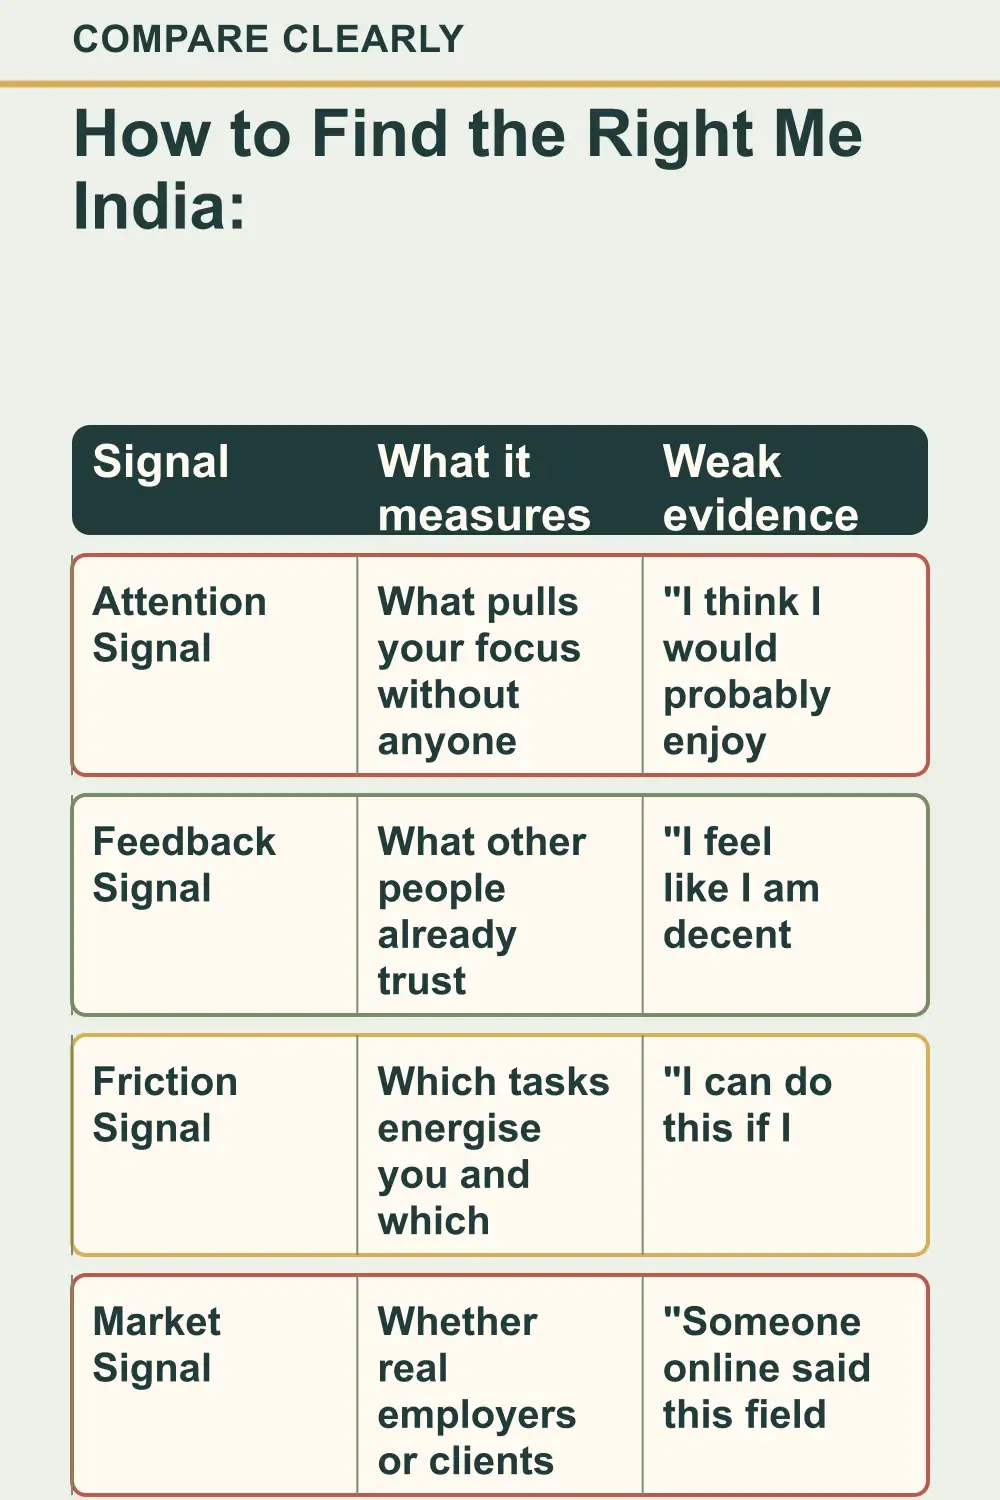 COMPARE CLEARLY
How to Find the Right Me
India:
Signal
What it
measures
Weak
evidence
Attention
Signal
What pulls
your focus
without
anyone
"I think I
would
probably
enjoy
Feedback
Signal
What other
people
already
trust
"I feel
like I am
decent
Friction
Signal
Which tasks
energise
you and
which
"I can do
this if I
Market
Signal
Whether
real
employers
or clients
"Someone
online said
this field